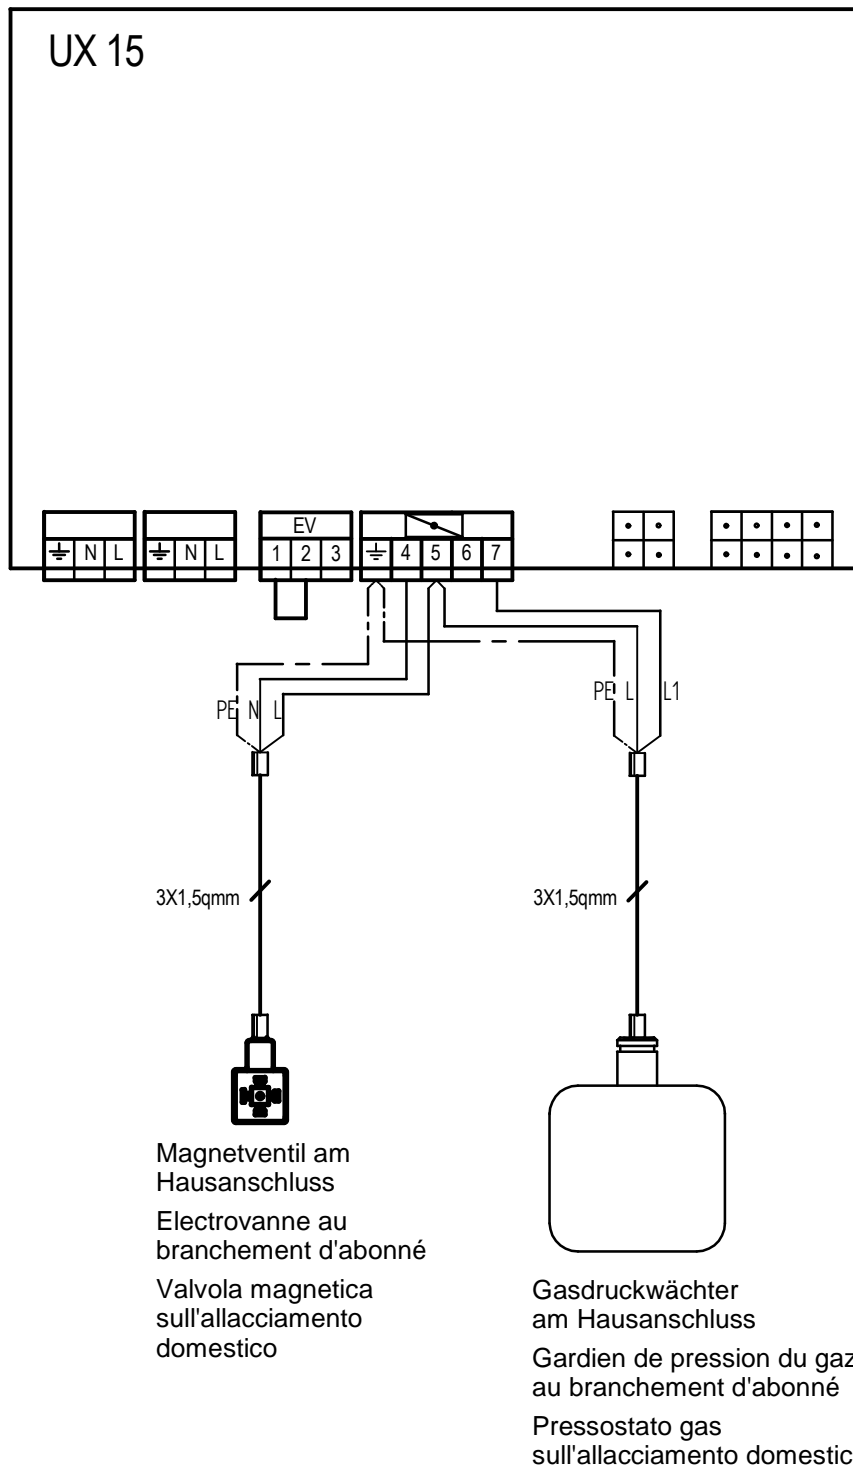 UX 15
EV
N L N L 1 2 3 4 5 6 7
PE N L PE L L1
3X1,5qmm 3X1,5qmm
Magnetventil am
Hausanschluss
Electrovanne au
branchement d'abonné
Valvola magnetica
sull'allacciamento
domestico
Gasdruckwächter
am Hausanschluss
Gardien de pression du gaz
au branchement d'abonné
Pressostato gas
sull'allacciamento domestic